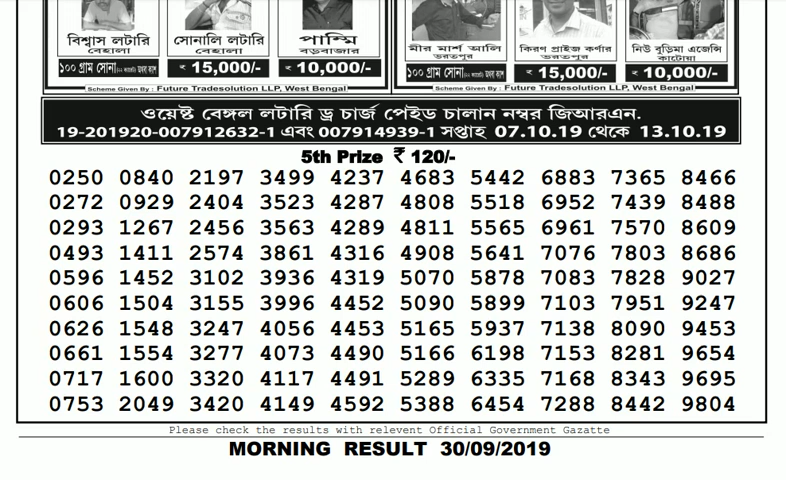 বিশ্বাস লটারি
বেহালা
সোনালি লটারি
বেহালা
পাস্মি
বড়বাজার
মীর মার্শ আলি
ভরতপুর
কিরণ প্রাইজ কর্ণার
ভরতপুর
নিউ বুড়িমা এজেন্সি
কাটোয়া
১০০ গ্রাম সোনা
₹ 15,000/-
₹ 10,000/-
১০০ গ্রাম সোনা
₹ 15,000/-
₹ 10,000/-
Scheme Given By : Future Tradesolution LLP, West Bengal
Scheme Given By : Future Tradesolution LLP, West Bengal
ওয়েষ্ট বেঙ্গল লটারি ড্র চার্জ পেইড চালান নম্বর জিআরএন.
19-201920-007912632-1 এবং 007914939-1 সপ্তাহ 07.10.19 থেকে 13.10.19
5th Prize ₹ 120/-
0250 0840 2197 3499 4237 4683 5442 6883 7365 8466
0272 0929 2404 3523 4287 4808 5518 6952 7439 8488
0293 1267 2456 3563 4289 4811 5565 6961 7570 8609
0493 1411 2574 3861 4316 4908 5641 7076 7803 8686
0596 1452 3102 3936 4319 5070 5878 7083 7828 9027
0606 1504 3155 3996 4452 5090 5899 7103 7951 9247
0626 1548 3247 4056 4453 5165 5937 7138 8090 9453
0661 1554 3277 4073 4490 5166 6198 7153 8281 9654
0717 1600 3320 4117 4491 5289 6335 7168 8343 9695
0753 2049 3420 4149 4592 5388 6454 7288 8442 9804
Please check the results with relevent Official Government Gazatte
MORNING RESULT 30/09/2019